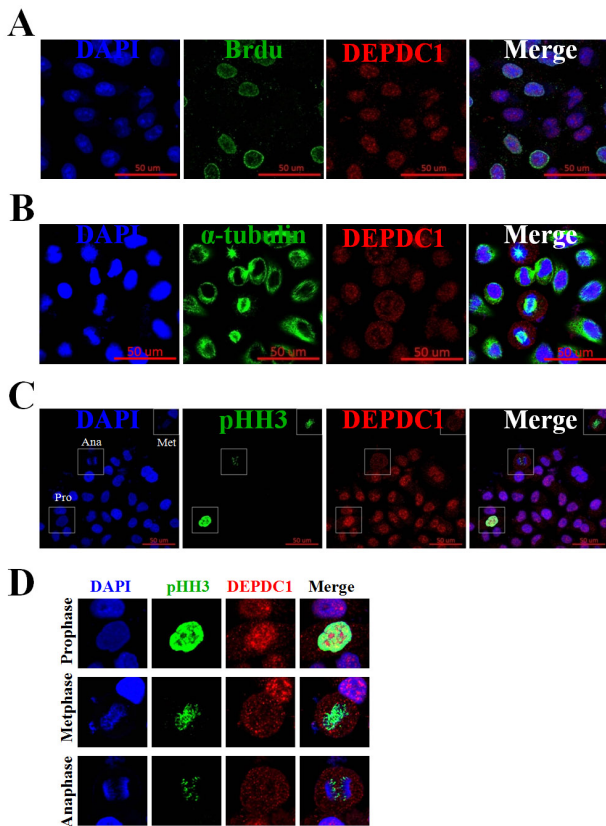 A
DAPI Brdu DEPDC1 Merge
50 um 50 um 50 um 50 um
B
DAPI α-tubulin DEPDC1 Merge
50 um 50 um 50 um 50 um
C
DAPI pHH3 DEPDC1 Merge
Ana Met
Pro
50 um 50 um 50 um 50 um
D
DAPI pHH3 DEPDC1 Merge
Prophase
Metphase
Anaphase